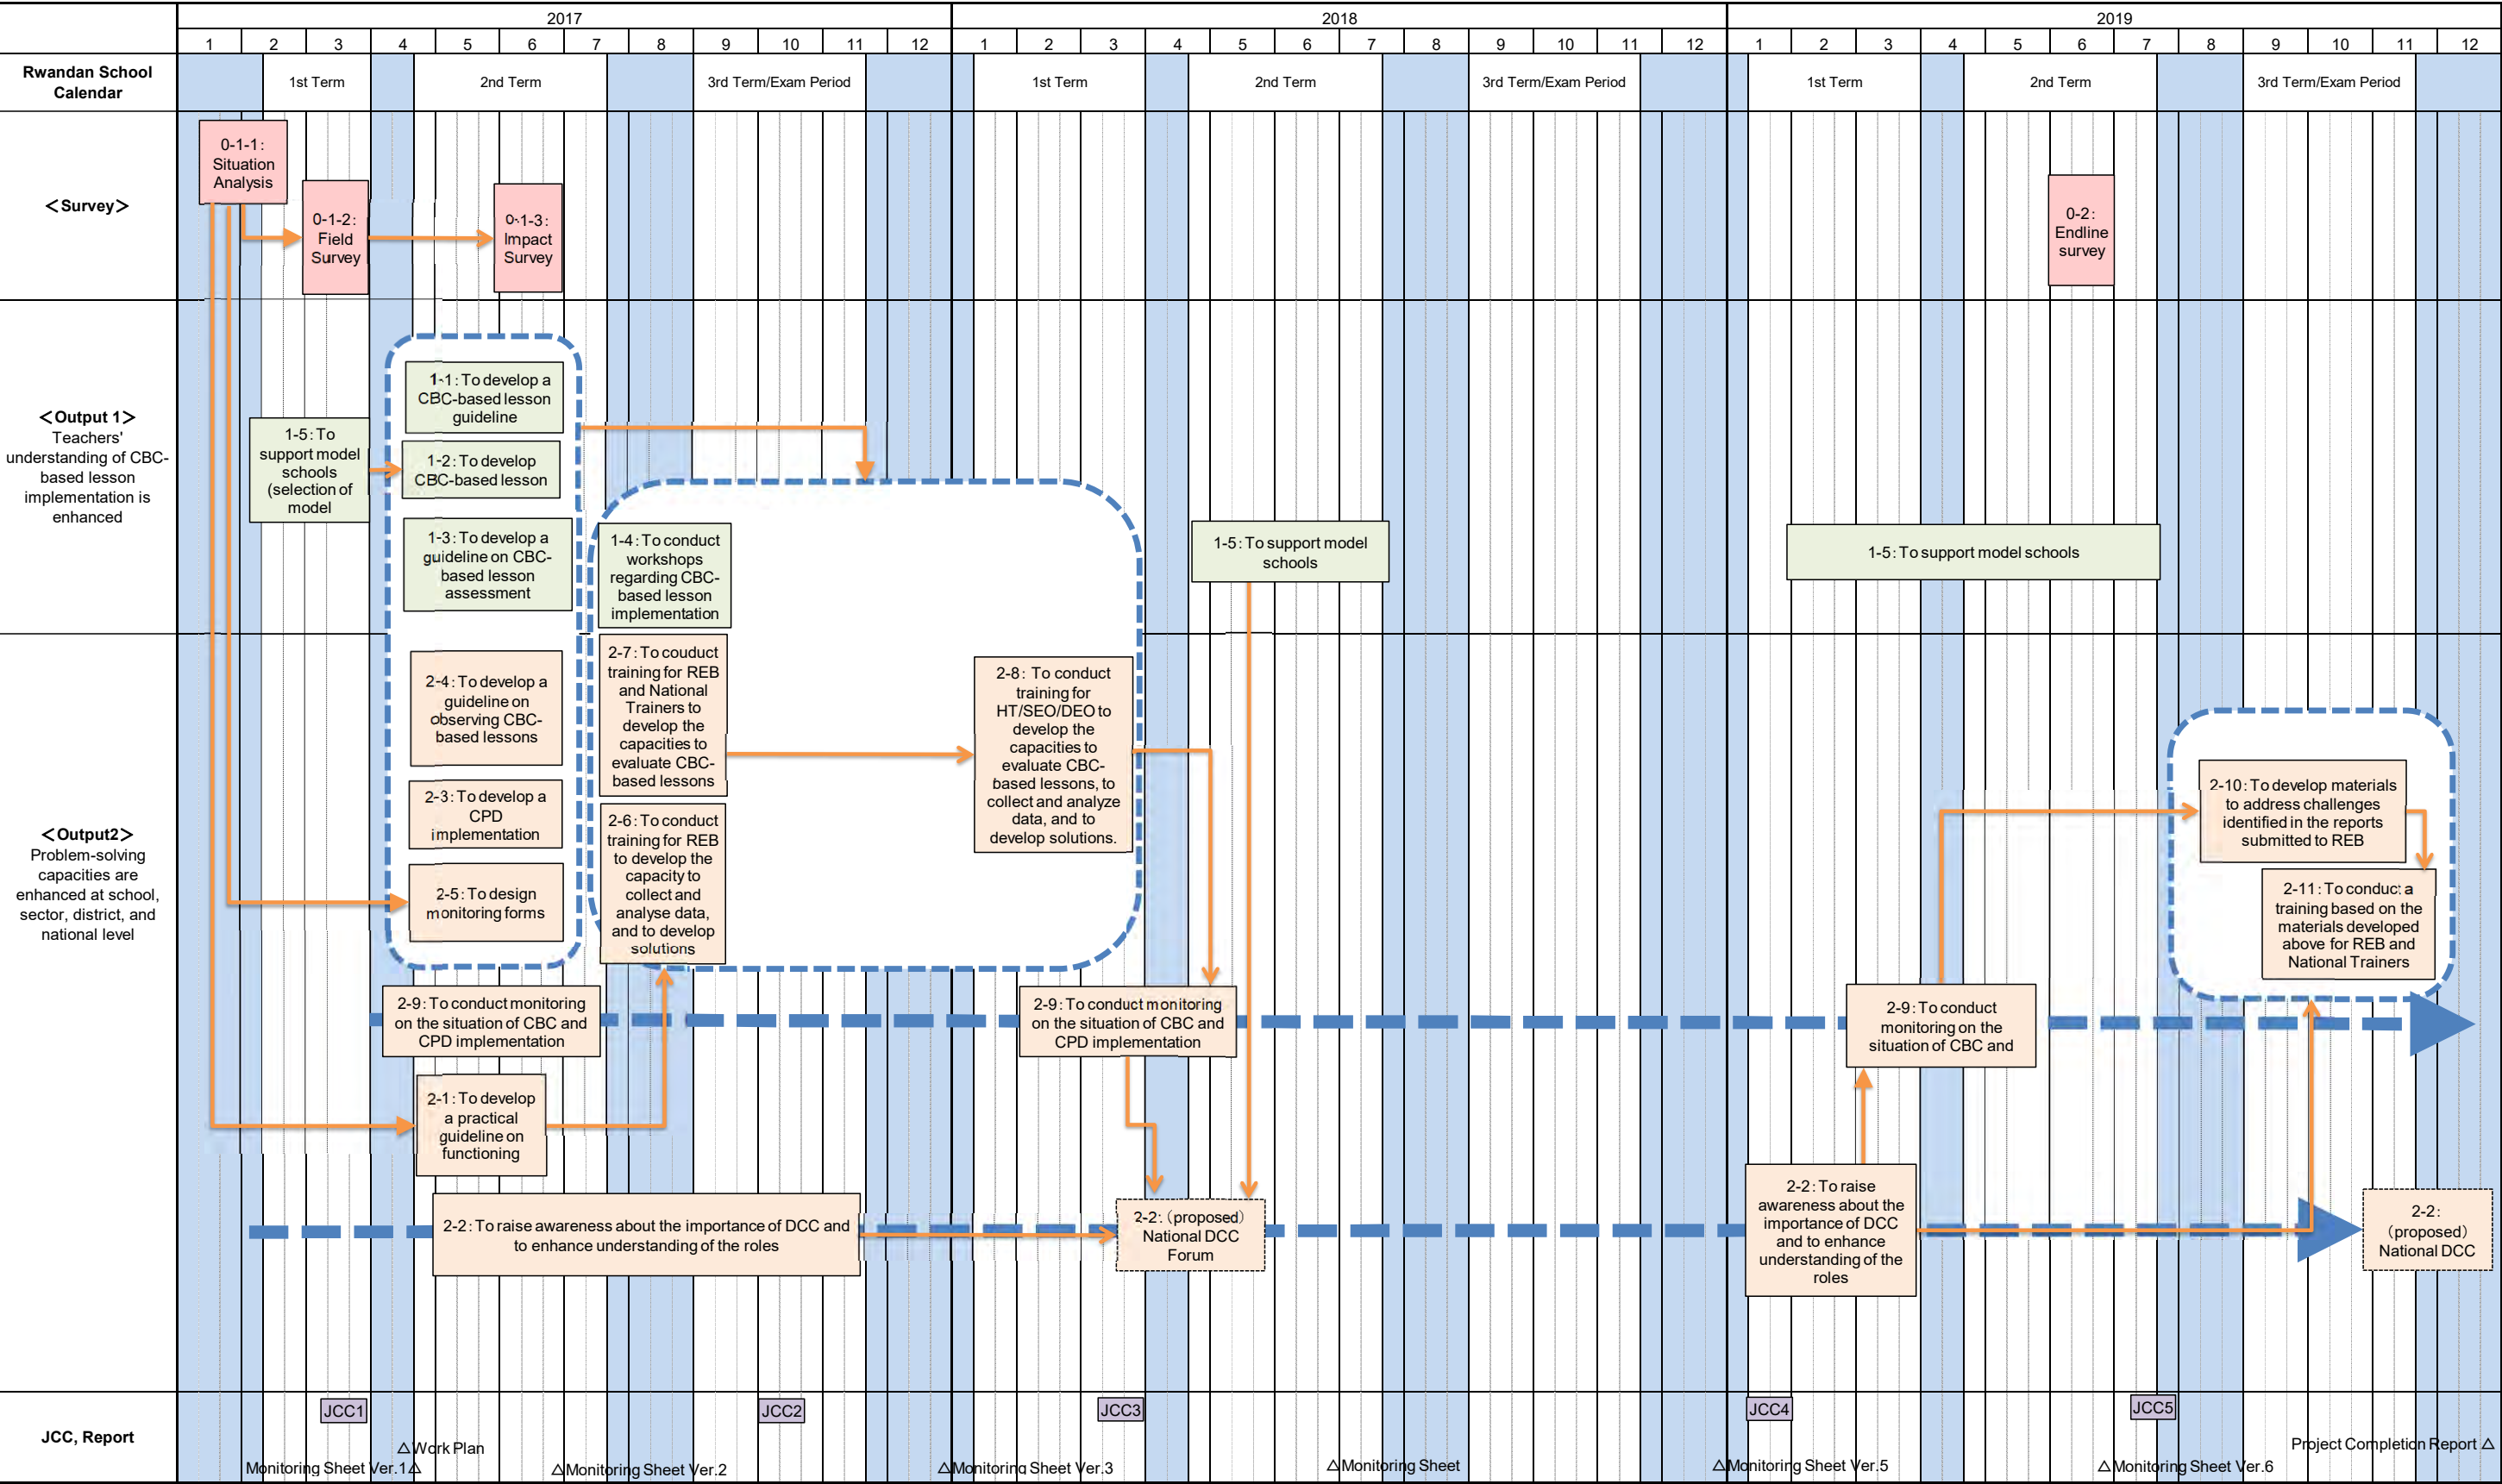 2017 2018 2019
1 2 3 4 5 6 7 8 9 10 11 12 1 2 3 4 5 6 7 8 9 10 11 12 1 2 3 4 5 6 7 8 9 10 11 12
Rwandan School
Calendar
1st Term 2nd Term 3rd Term/Exam Period 1st Term 2nd Term 3rd Term/Exam Period 1st Term 2nd Term 3rd Term/Exam Period
<Survey>
0-1-1:
Situation
Analysis
0-1-2:
Field
Survey
0-1-3:
Impact
Survey
0-2:
Endline
survey
<Output 1>
Teachers'
understanding of CBC-
based lesson
implementation is
enhanced
1-5: To
support model
schools
(selection of
model
1-1: To develop a
CBC-based lesson
guideline
1-2: To develop
CBC-based lesson
1-3: To develop a
guideline on CBC-
based lesson
assessment
1-4: To conduct
workshops
regarding CBC-
based lesson
implementation
1-5: To support model
schools
1-5: To support model schools
<Output2>
Problem-solving
capacities are
enhanced at school,
sector, district, and
national level
2-4: To develop a
guideline on
observing CBC-
based lessons
2-3: To develop a
CPD
implementation
2-5: To design
monitoring forms
2-7: To couduct
training for REB
and National
Trainers to
develop the
capacities to
evaluate CBC-
based lessons
2-6: To conduct
training for REB
to develop the
capacity to
collect and
analyse data,
and to develop
solutions
2-8: To conduct
training for
HT/SEO/DEO to
develop the
capacities to
evaluate CBC-
based lessons, to
collect and analyze
data, and to
develop solutions.
2-10: To develop materials
to address challenges
identified in the reports
submitted to REB
2-11: To conduct a
training based on the
materials developed
above for REB and
National Trainers
2-9: To conduct monitoring
on the situation of CBC and
CPD implementation
2-9: To conduct monitoring
on the situation of CBC and
CPD implementation
2-9: To conduct
monitoring on the
situation of CBC and
2-1: To develop
a practical
guideline on
functioning
2-2: To raise awareness about the importance of DCC and
to enhance understanding of the roles
2-2: (proposed)
National DCC
Forum
2-2: To raise
awareness about the
importance of DCC
and to enhance
understanding of the
roles
2-2:
(proposed)
National DCC
JCC, Report
JCC1 JCC2 JCC3 JCC4 JCC5
△Work Plan
Project Completion Report △
Monitoring Sheet Ver.1△ △Monitoring Sheet Ver.2 △Monitoring Sheet Ver.3 △Monitoring Sheet △Monitoring Sheet Ver.5 △Monitoring Sheet Ver.6